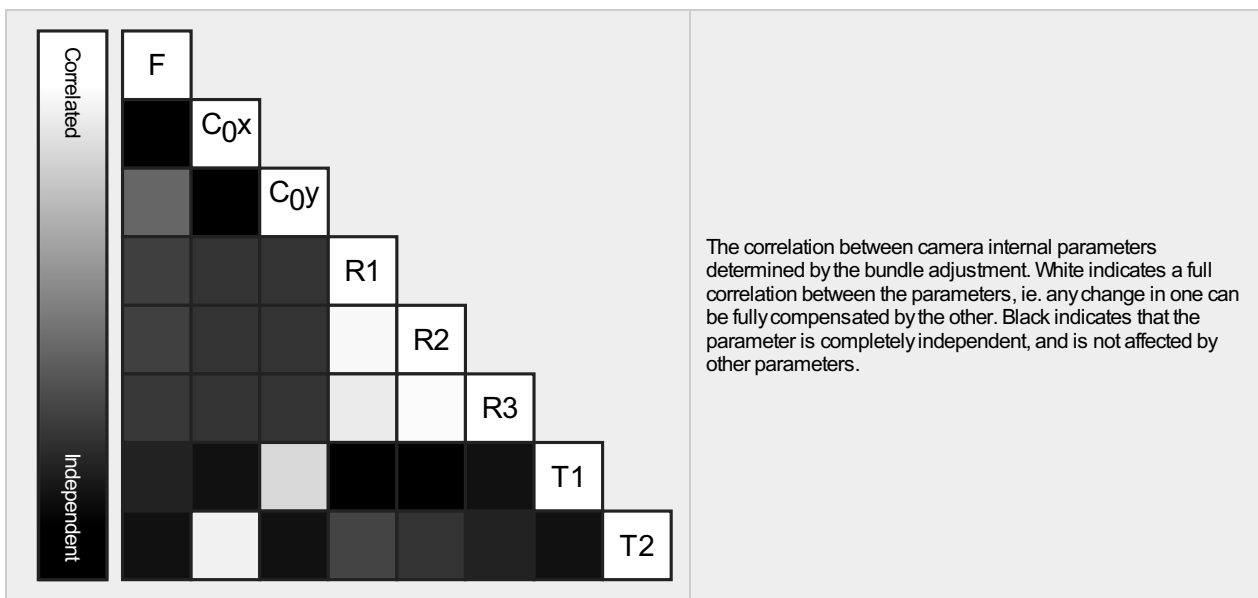 Correlated
Independent
F
C0x
C0y
R1
R2
R3
T1
T2
The correlation between camera internal parameters
determined by the bundle adjustment. White indicates a full
correlation between the parameters, ie. any change in one can
be fully compensated by the other. Black indicates that the
parameter is completely independent, and is not affected by
other parameters.